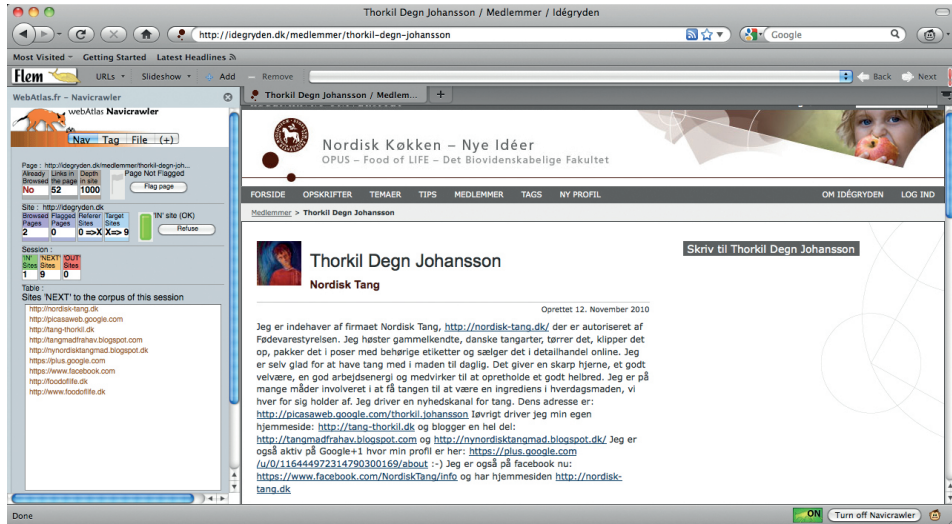 Thorkil Degn Johansson / Medlemmer / Idégryden
http://idegryden.dk/medlemmer/thorkil-degn-johansson
Google
Most Visited Getting Started Latest Headlines
Flem URLs Slideshow Add Remove Back Next
WebAtlas.fr – Navicrawler
Thorkil Degn Johansson / Medlem... +
webAtlas Navicrawler
Nav Tag File (+)
Page : http://idegryden.dk/medlemmer/thorkil-degn-joh...
Already Browsed Links in the page Depth in site Page Not Flagged
No 52 1000 Flag page
Site : http://idegryden.dk
Browsed Pages Flagged Pages Referer Sites Target Sites 'IN' site (OK)
2 0 0 =>X X=> 9 Refuse
Session :
'IN' Sites 'NEXT' Sites 'OUT' Sites
1 9 0
Table :
Sites 'NEXT' to the corpus of this session
http://nordisk-tang.dk
http://picasaweb.google.com
http://tang-thorkil.dk
http://tangmadfrahav.blogspot.com
http://nynordisktangmad.blogspot.dk
https://plus.google.com
https://www.facebook.com
http://foodoflife.dk
http://www.foodoflife.dk
Nordisk Køkken – Nye Idéer
OPUS – Food of LIFE – Det Biovidenskabelige Fakultet
FORSIDE OPSKRIFTER TEMAER TIPS MEDLEMMER TAGS NY PROFIL OM IDÉGRYDEN LOG IND
Medlemmer > Thorkil Degn Johansson
Thorkil Degn Johansson
Nordisk Tang
Skriv til Thorkil Degn Johansson
Oprettet 12. November 2010
Jeg er indehaver af firmaet Nordisk Tang, http://nordisk-tang.dk/ der er autoriseret af
Fødevarestyrelsen. Jeg høster gammelkendte, danske tangarter, tørrer det, klipper det
op, pakker det i poser med behørige etiketter og sælger det i detailhandel online. Jeg
er selv glad for at have tang med i maden til daglig. Det giver en skarp hjerne, et godt
velvære, en god arbejdsenergi og medvirker til at opretholde et godt helbred. Jeg er på
mange måder involveret i at få tangen til at være en ingrediens i hverdagsmaden, vi
hver for sig holder af. Jeg driver en nyhedskanal for tang. Dens adresse er:
http://picasaweb.google.com/thorkil.johansson Iøvrigt driver jeg min egen
hjemmeside: http://tang-thorkil.dk og blogger en hel del:
http://tangmadfrahav.blogspot.com og http://nynordisktangmad.blogspot.dk/ Jeg er
også aktiv på Google+1 hvor min profil er her: https://plus.google.com
/u/0/116444972314790300169/about :-) Jeg er også på facebook nu:
https://www.facebook.com/NordiskTang/info og har hjemmesiden http://nordisk-
tang.dk
Done
ON Turn off Navicrawler